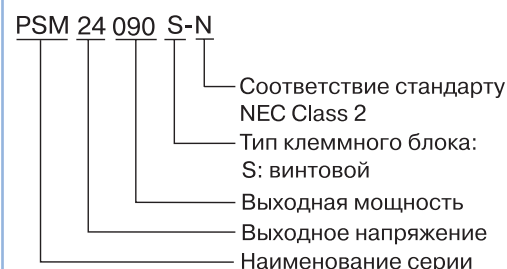 PSM 24 090 S-N
Соответствие стандарту
NEC Class 2
Тип клеммного блока:
S: винтовой
Выходная мощность
Выходное напряжение
Наименование серии